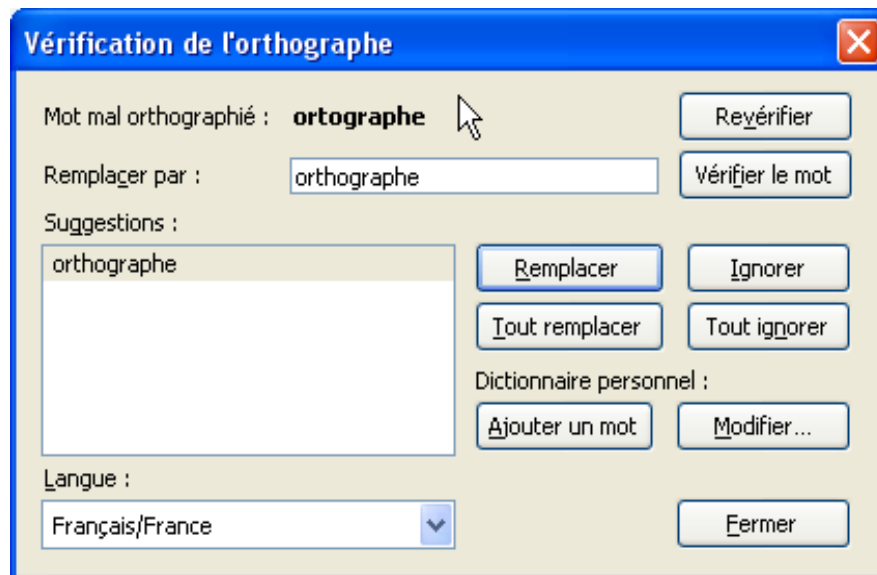 Vérification de l'orthographe
Mot mal orthographié : ortographe
Revérifier
Remplacer par : orthographe
Vérifier le mot
Suggestions :
orthographe
Remplacer
Ignorer
Tout remplacer
Tout ignorer
Dictionnaire personnel :
Ajouter un mot
Modifier...
Langue :
Français/France
Fermer